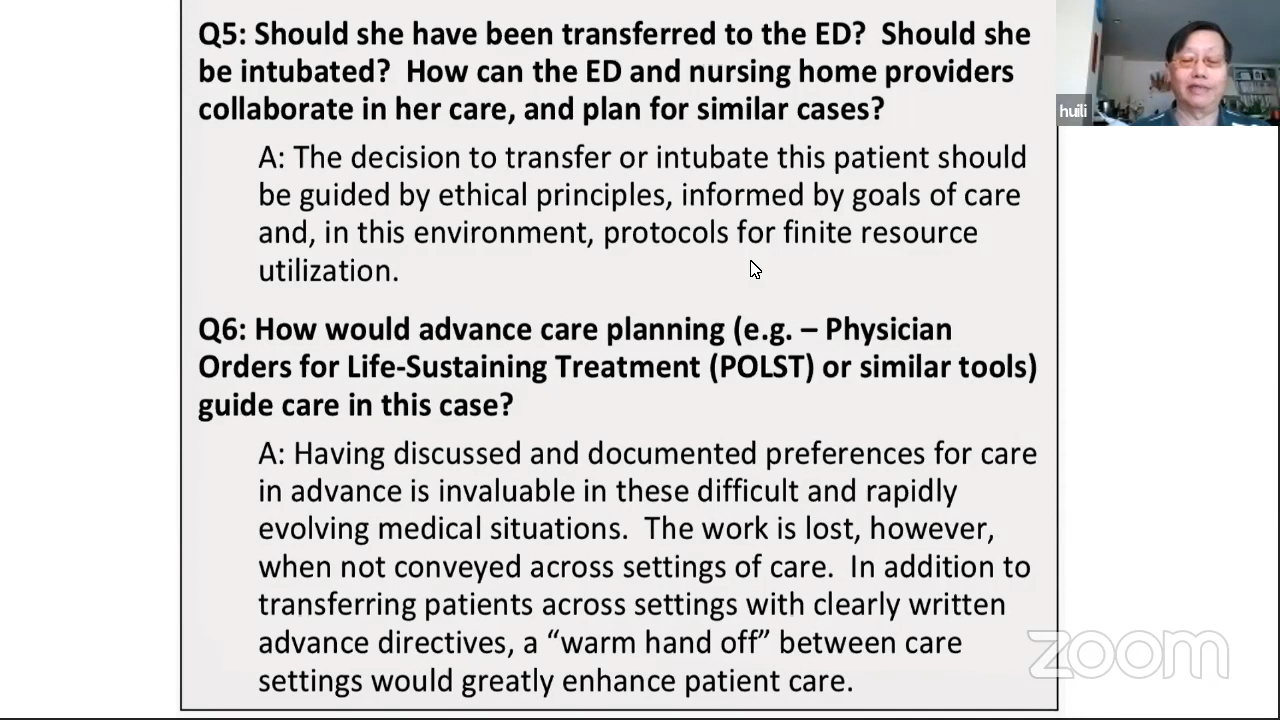 Q5: Should she have been transferred to the ED?  Should she
be intubated?  How can the ED and nursing home providers
collaborate in her care, and plan for similar cases?
A: The decision to transfer or intubate this patient should
be guided by ethical principles, informed by goals of care
and, in this environment, protocols for finite resource
utilization.
Q6: How would advance care planning (e.g. – Physician
Orders for Life-Sustaining Treatment (POLST) or similar tools)
guide care in this case?
A: Having discussed and documented preferences for care
in advance is invaluable in these difficult and rapidly
evolving medical situations.  The work is lost, however,
when not conveyed across settings of care.  In addition to
transferring patients across settings with clearly written
advance directives, a “warm hand off” between care
settings would greatly enhance patient care.
huili
zoom